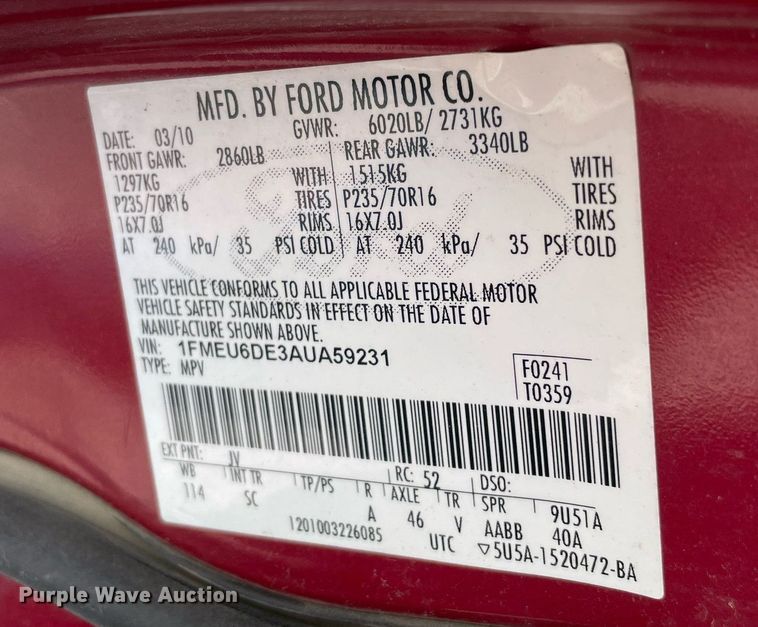 MFD. BY FORD MOTOR CO.
DATE: 03/10 GVWR: 6020LB/ 2731KG
FRONT GAWR: 2860LB REAR GAWR: 3340LB
1297KG WITH 1515KG WITH
P235/70R16 TIRES P235/70R16 TIRES
16X7.0J RIMS 16X7.0J RIMS
AT 240 kPa/ 35 PSI COLD AT 240 kPa/ 35 PSI COLD
THIS VEHICLE CONFORMS TO ALL APPLICABLE FEDERAL MOTOR
VEHICLE SAFETY STANDARDS IN EFFECT ON THE DATE OF
MANUFACTURE SHOWN ABOVE.
VIN: 1FMEU6DE3AUA59231
TYPE: MPV
F0241
T0359
EXT PNT: JV RC: 52 DSO:
WB INT TR TP/PS R AXLE TR SPR 9U51A
114 SC A 46 V AABB 40A
1201003226085 UTC ▽5U5A-1520472-BA
Purple Wave Auction